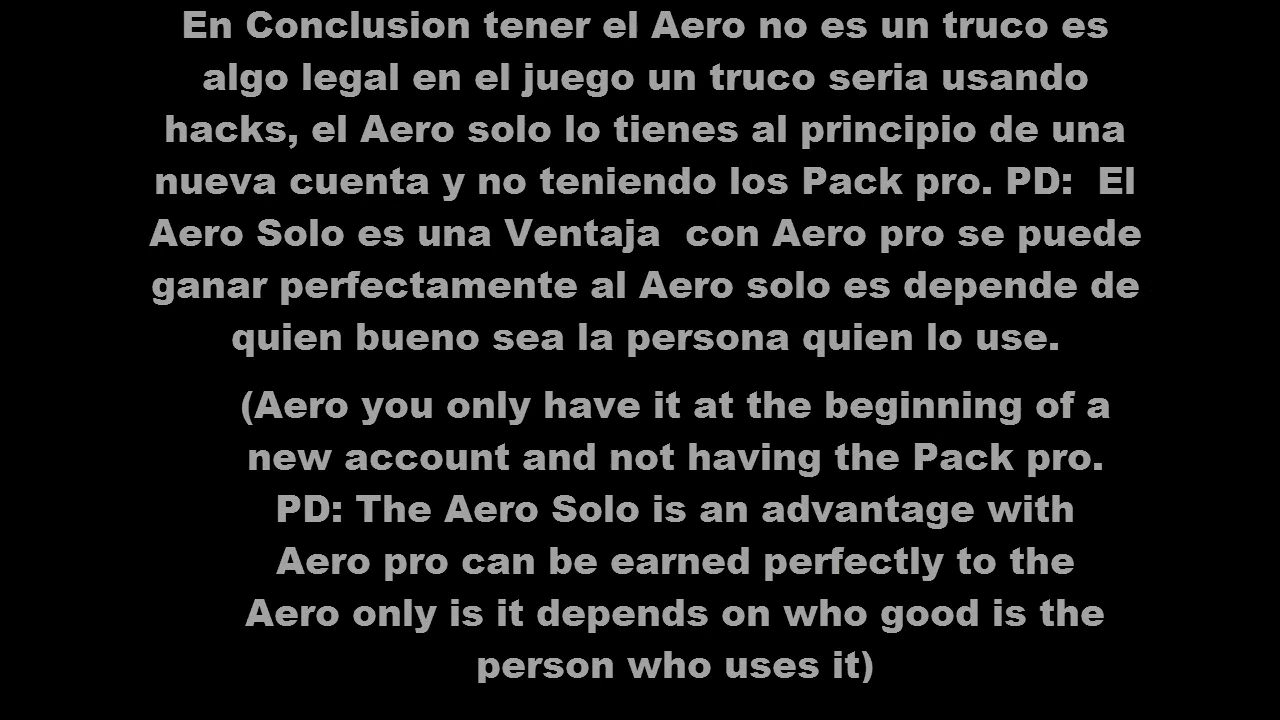 En Conclusion tener el Aero no es un truco es
algo legal en el juego un truco seria usando
hacks, el Aero solo lo tienes al principio de una
nueva cuenta y no teniendo los Pack pro. PD:  El
Aero Solo es una Ventaja  con Aero pro se puede
ganar perfectamente al Aero solo es depende de
quien bueno sea la persona quien lo use.
(Aero you only have it at the beginning of a
new account and not having the Pack pro.
PD: The Aero Solo is an advantage with
Aero pro can be earned perfectly to the
Aero only is it depends on who good is the
person who uses it)